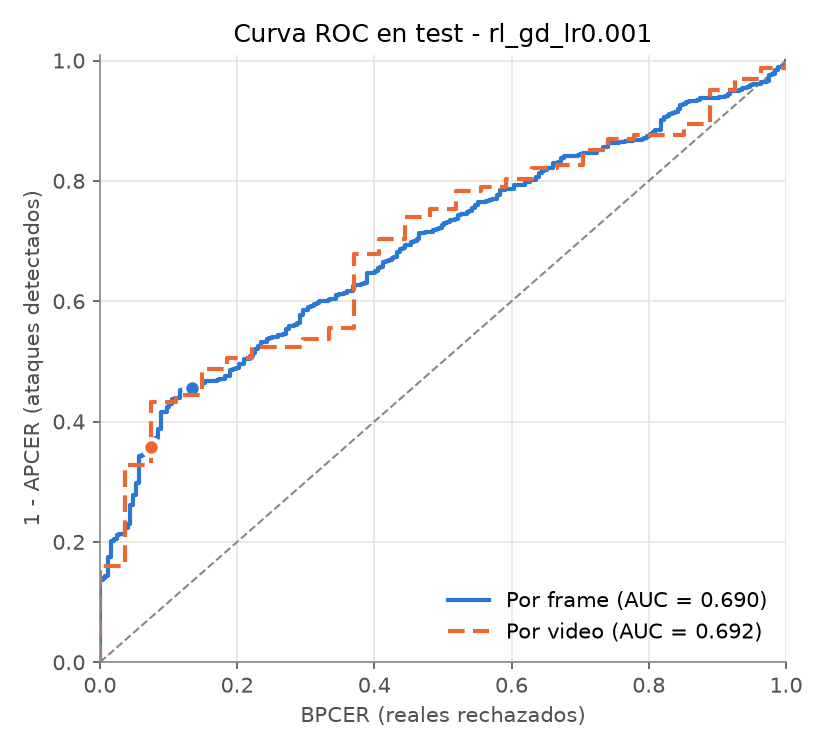 Curva ROC en test - rl_gd_lr0.001
1 - APCER (ataques detectados)
1.0
0.8
0.6
0.4
0.2
0.0
Por frame (AUC = 0.690)
Por video (AUC = 0.692)
0.0 0.2 0.4 0.6 0.8 1.0
BPCER (reales rechazados)